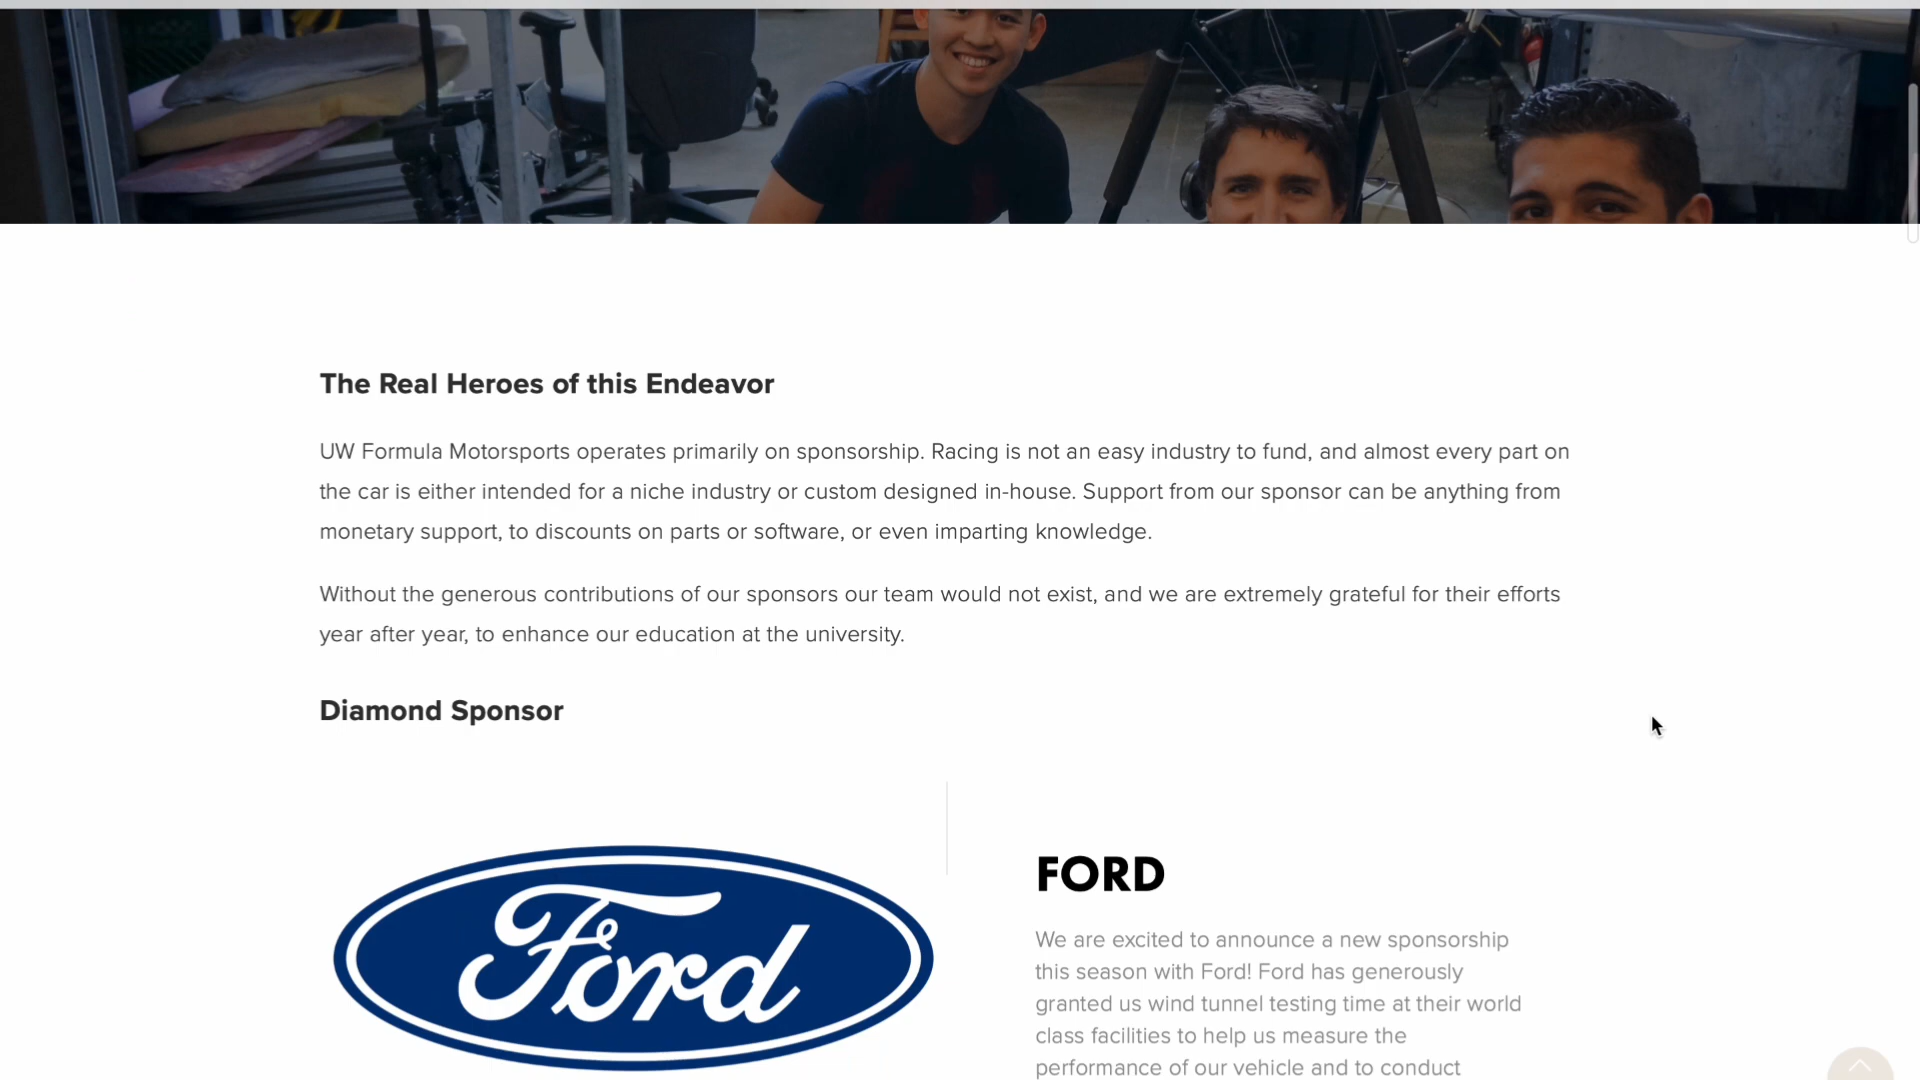 The Real Heroes of this Endeavor
UW Formula Motorsports operates primarily on sponsorship. Racing is not an easy industry to fund, and almost every part on
the car is either intended for a niche industry or custom designed in-house. Support from our sponsor can be anything from
monetary support, to discounts on parts or software, or even imparting knowledge.
Without the generous contributions of our sponsors our team would not exist, and we are extremely grateful for their efforts
year after year, to enhance our education at the university.
Diamond Sponsor
Ford
FORD
We are excited to announce a new sponsorship
this season with Ford! Ford has generously
granted us wind tunnel testing time at their world
class facilities to help us measure the
performance of our vehicle and to conduct